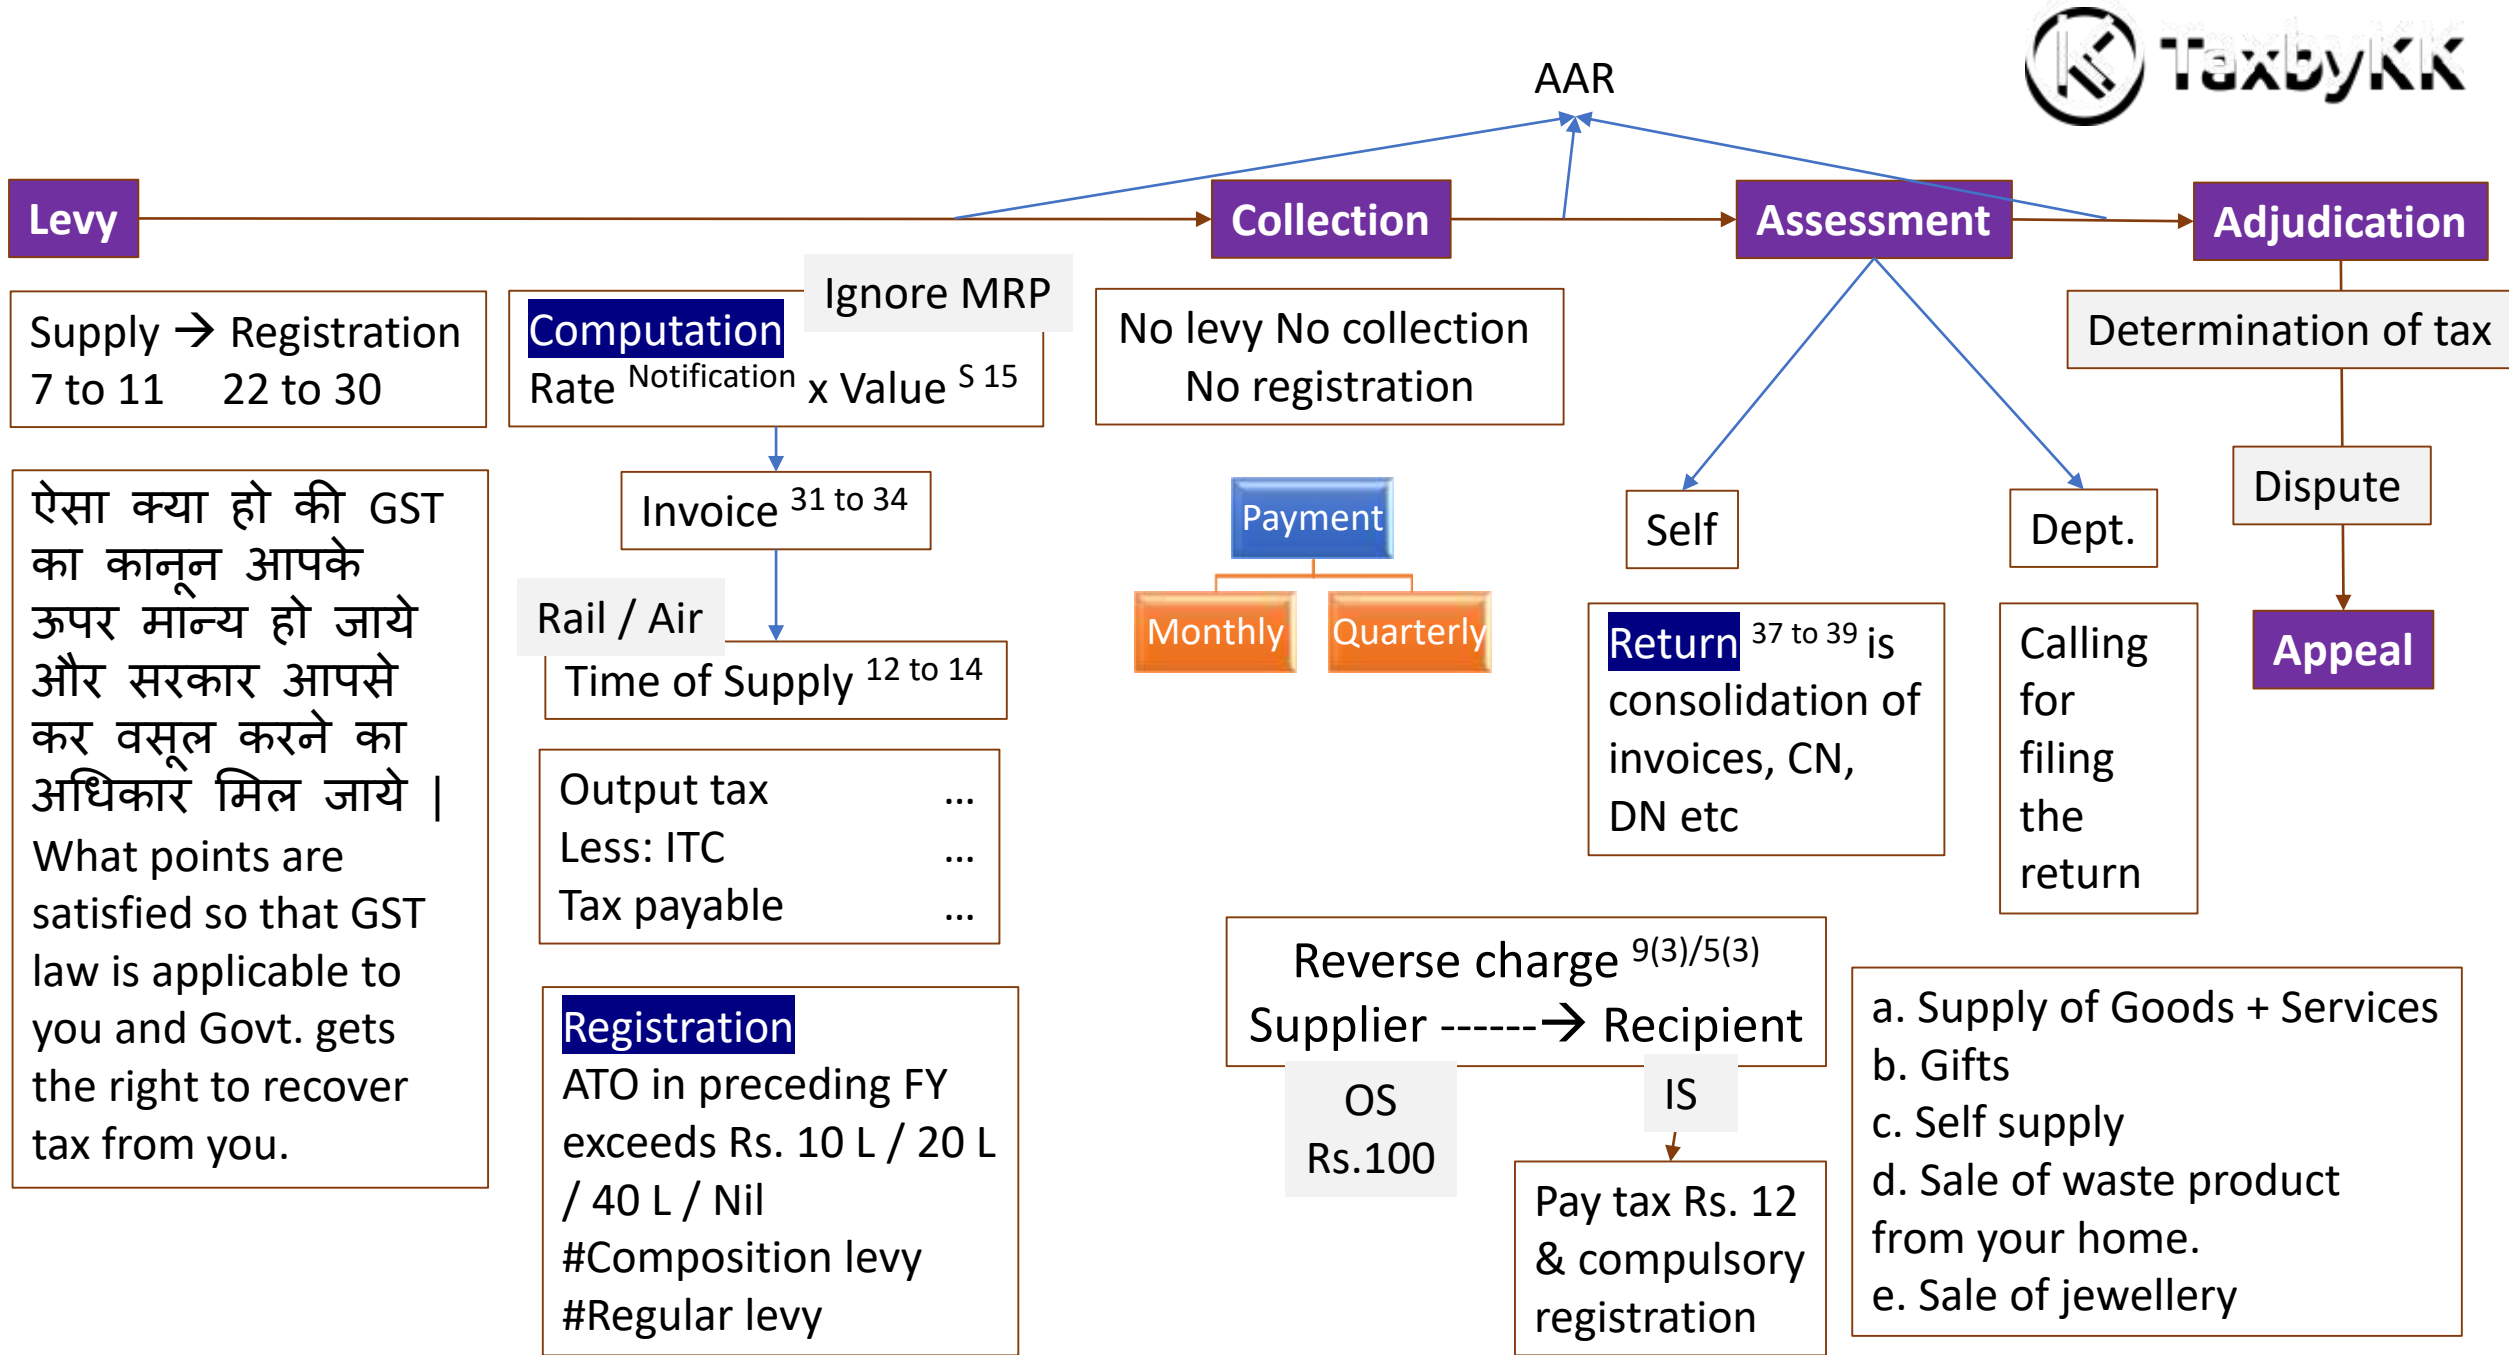 TaxbyKK
AAR
Levy
Collection
Assessment
Adjudication
Supply → Registration
7 to 11 22 to 30
Ignore MRP
Computation
Rate Notification x Value S 15
No levy No collection
No registration
Determination of tax
ऐसा क्या हो की GST
का कानून आपके
ऊपर मान्य हो जाये
और सरकार आपसे
कर वसूल करने का
अधिकार मिल जाये |
What points are
satisfied so that GST
law is applicable to
you and Govt. gets
the right to recover
tax from you.
Invoice 31 to 34
Rail / Air
Time of Supply 12 to 14
Output tax ...
Less: ITC ...
Tax payable ...
Registration
ATO in preceding FY
exceeds Rs. 10 L / 20 L
/ 40 L / Nil
#Composition levy
#Regular levy
Payment
Monthly
Quarterly
Self
Dept.
Dispute
Appeal
Return 37 to 39 is
consolidation of
invoices, CN,
DN etc
Calling
for
filing
the
return
Reverse charge 9(3)/5(3)
Supplier ------→ Recipient
OS
Rs.100
IS
Pay tax Rs. 12
& compulsory
registration
a. Supply of Goods + Services
b. Gifts
c. Self supply
d. Sale of waste product
from your home.
e. Sale of jewellery